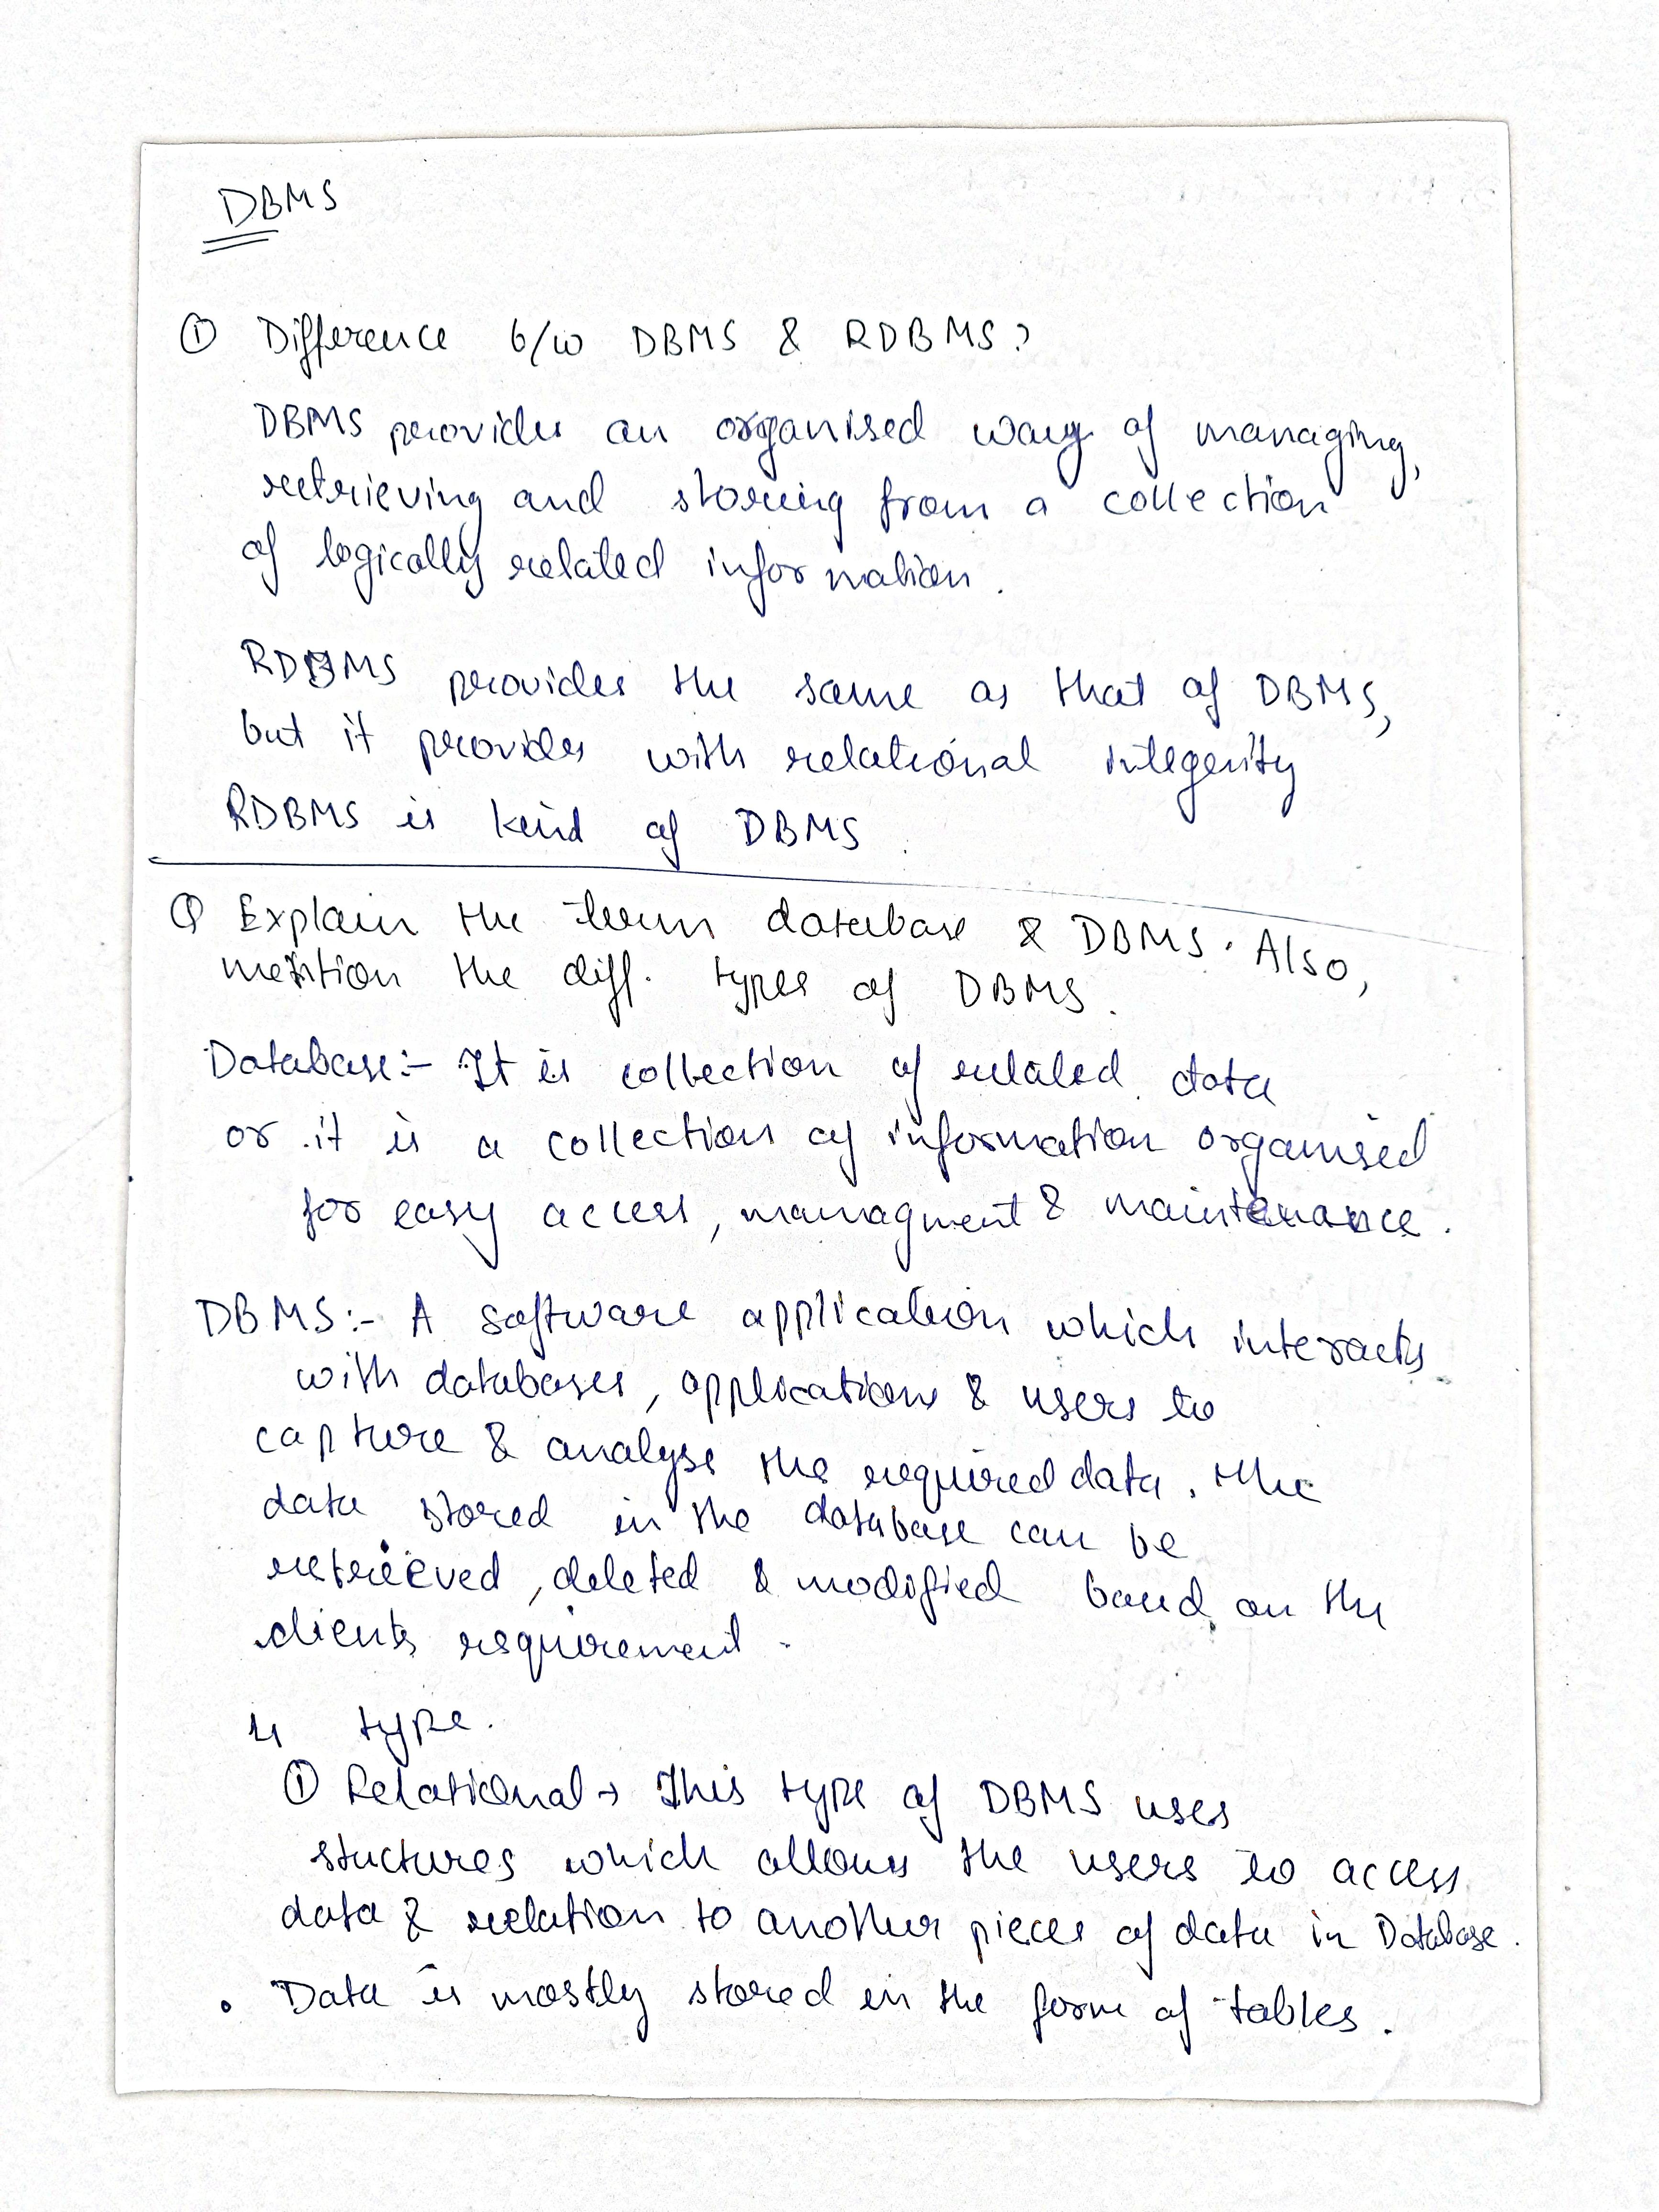 DBMS
① Difference b/w DBMS & RDBMS?
DBMS provides an organised way of managing,
retrieving and storing from a collection
of logically related information.
RDBMS provides the same as that of DBMS,
but it provides with relational integerity
RDBMS is kind of DBMS.
Q Explain the term database & DBMS. Also,
mention the diff. types of DBMS.
Database:- It is collection of related data
or it is a collection of information organised
for easy access, managment & maintenance.
DBMS:- A software application which interacts
with databases, applications & users to
capture & analyse the required data. The
data stored in the database can be
retrieved, deleted & modified based on the
clients requirement.
4 type.
① Relational → This type of DBMS uses
stuctures which allows the users to access
data & relation to another pieces of data in Database.
• Data is mostly stored in the form of tables.